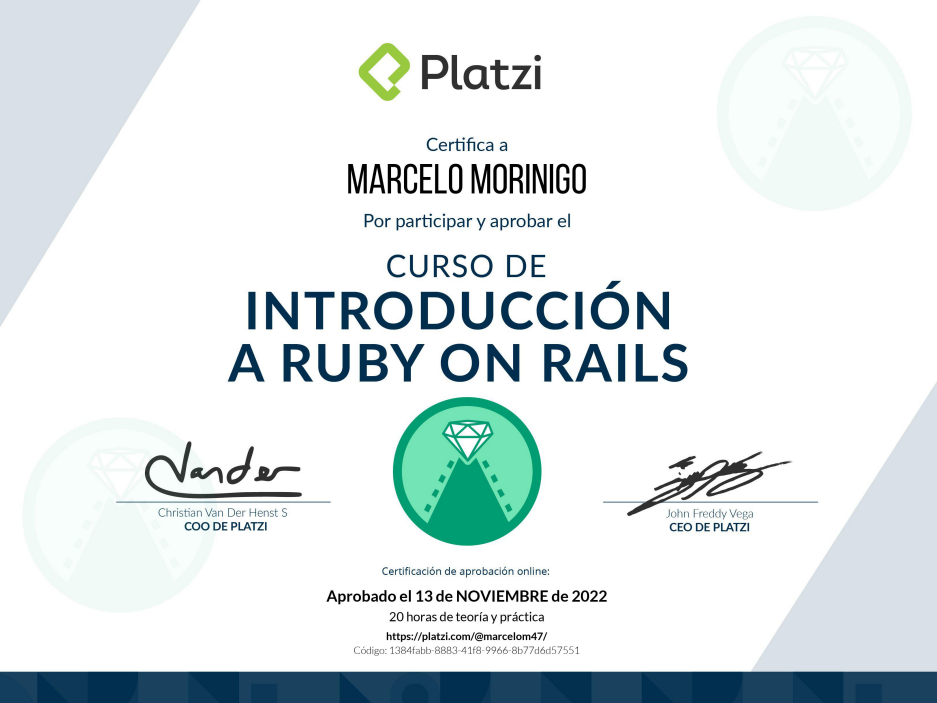 Platzi
Certifica a
MARCELO MORINIGO
Por participar y aprobar el
CURSO DE
INTRODUCCIÓN
A RUBY ON RAILS
Vander
Christian Van Der Henst S
COO DE PLATZI
John Freddy Vega
CEO DE PLATZI
Certificación de aprobación online:
Aprobado el 13 de NOVIEMBRE de 2022
20 horas de teoría y práctica
https://platzi.com/@marcelom47/
Código: 1384fabb-8883-41f8-9966-8b77d6d57551